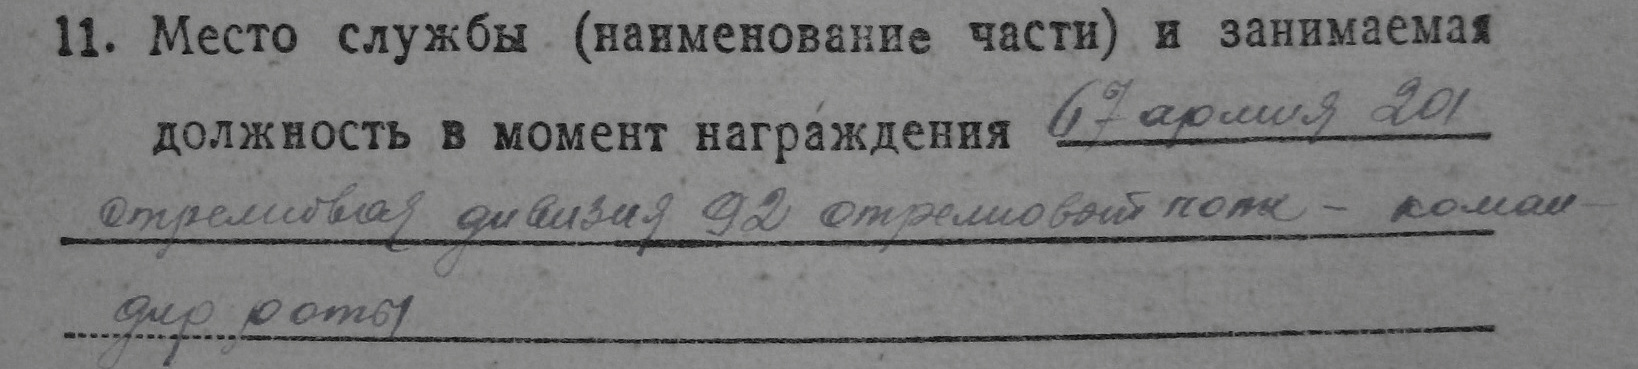 11. Место службы (наименование части) и занимаемая
должность в момент награждения 67 армия 201
стрелковая дивизия 92 стрелковый полк - коман-
дир роты